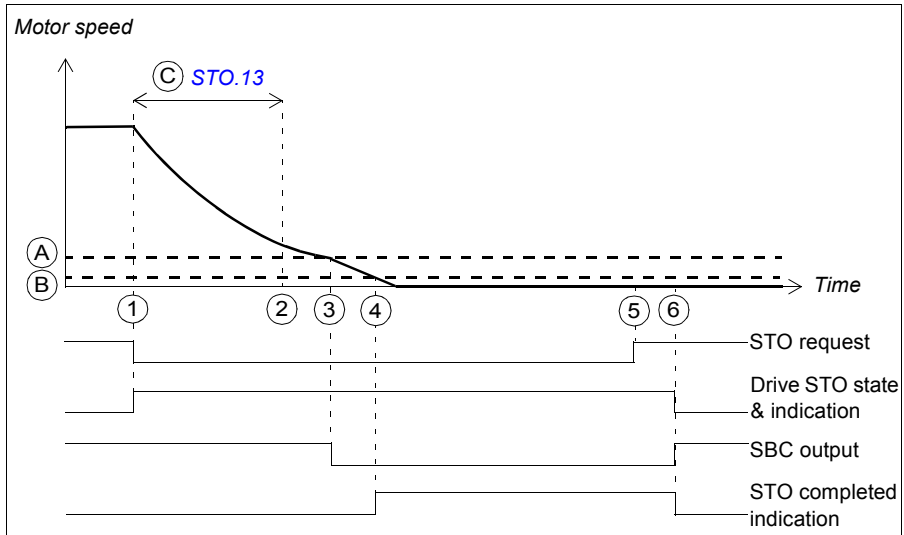 Motor speed
C STO.13
A
B
Time
1 2 3 4 5 6
STO request
Drive STO state
& indication
SBC output
STO completed
indication